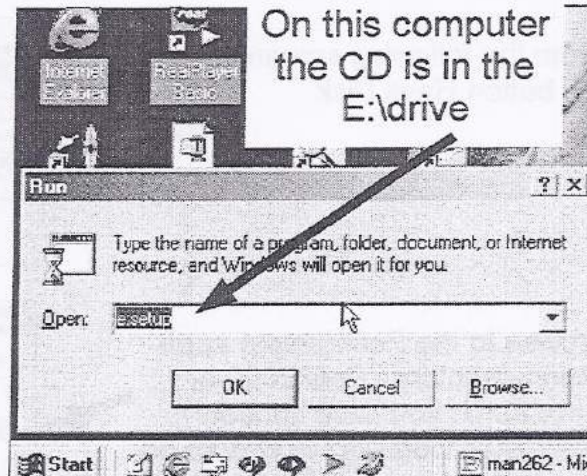 On this computer
the CD is in the
E:\drive
Internet
Explorer
RealPlayer
Basic
Run
Type the name of a program, folder, document, or Internet
resource, and Windows will open it for you.
Open:
e:setup
OK
Cancel
Browse...
Start
man262 - Mi